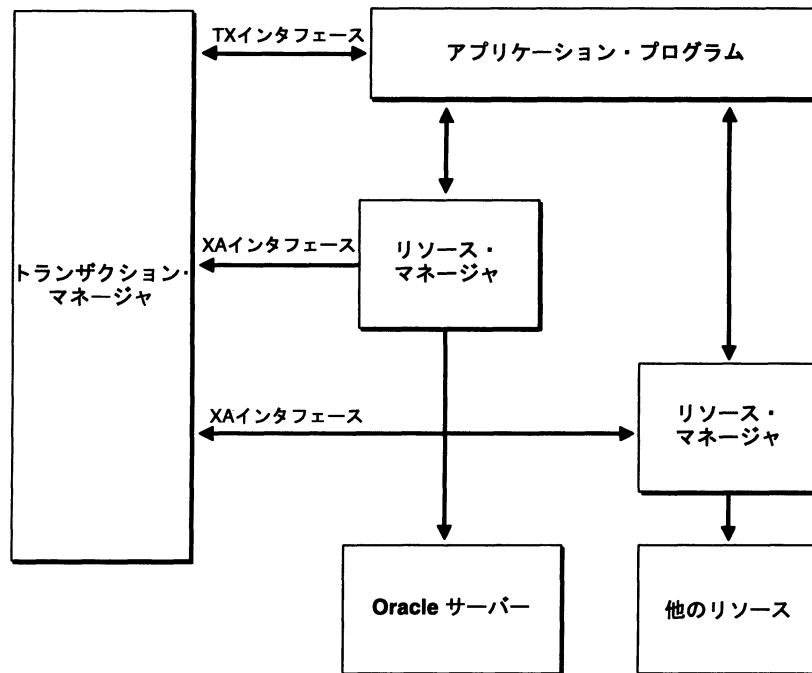 TXインタフェース
アプリケーション・プログラム
XAインタフェース
リソース・
マネージャ
トランザクション・
マネージャ
XAインタフェース
リソース・
マネージャ
Oracle サーバー
他のリソース